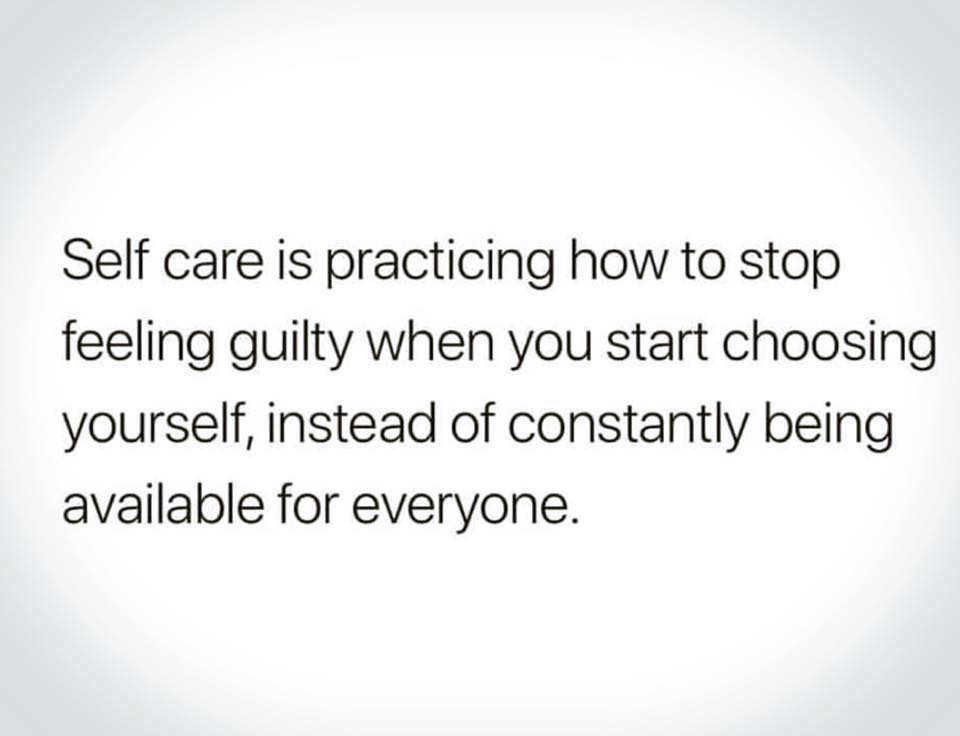 Self care is practicing how to stop
feeling guilty when you start choosing
yourself, instead of constantly being
available for everyone.